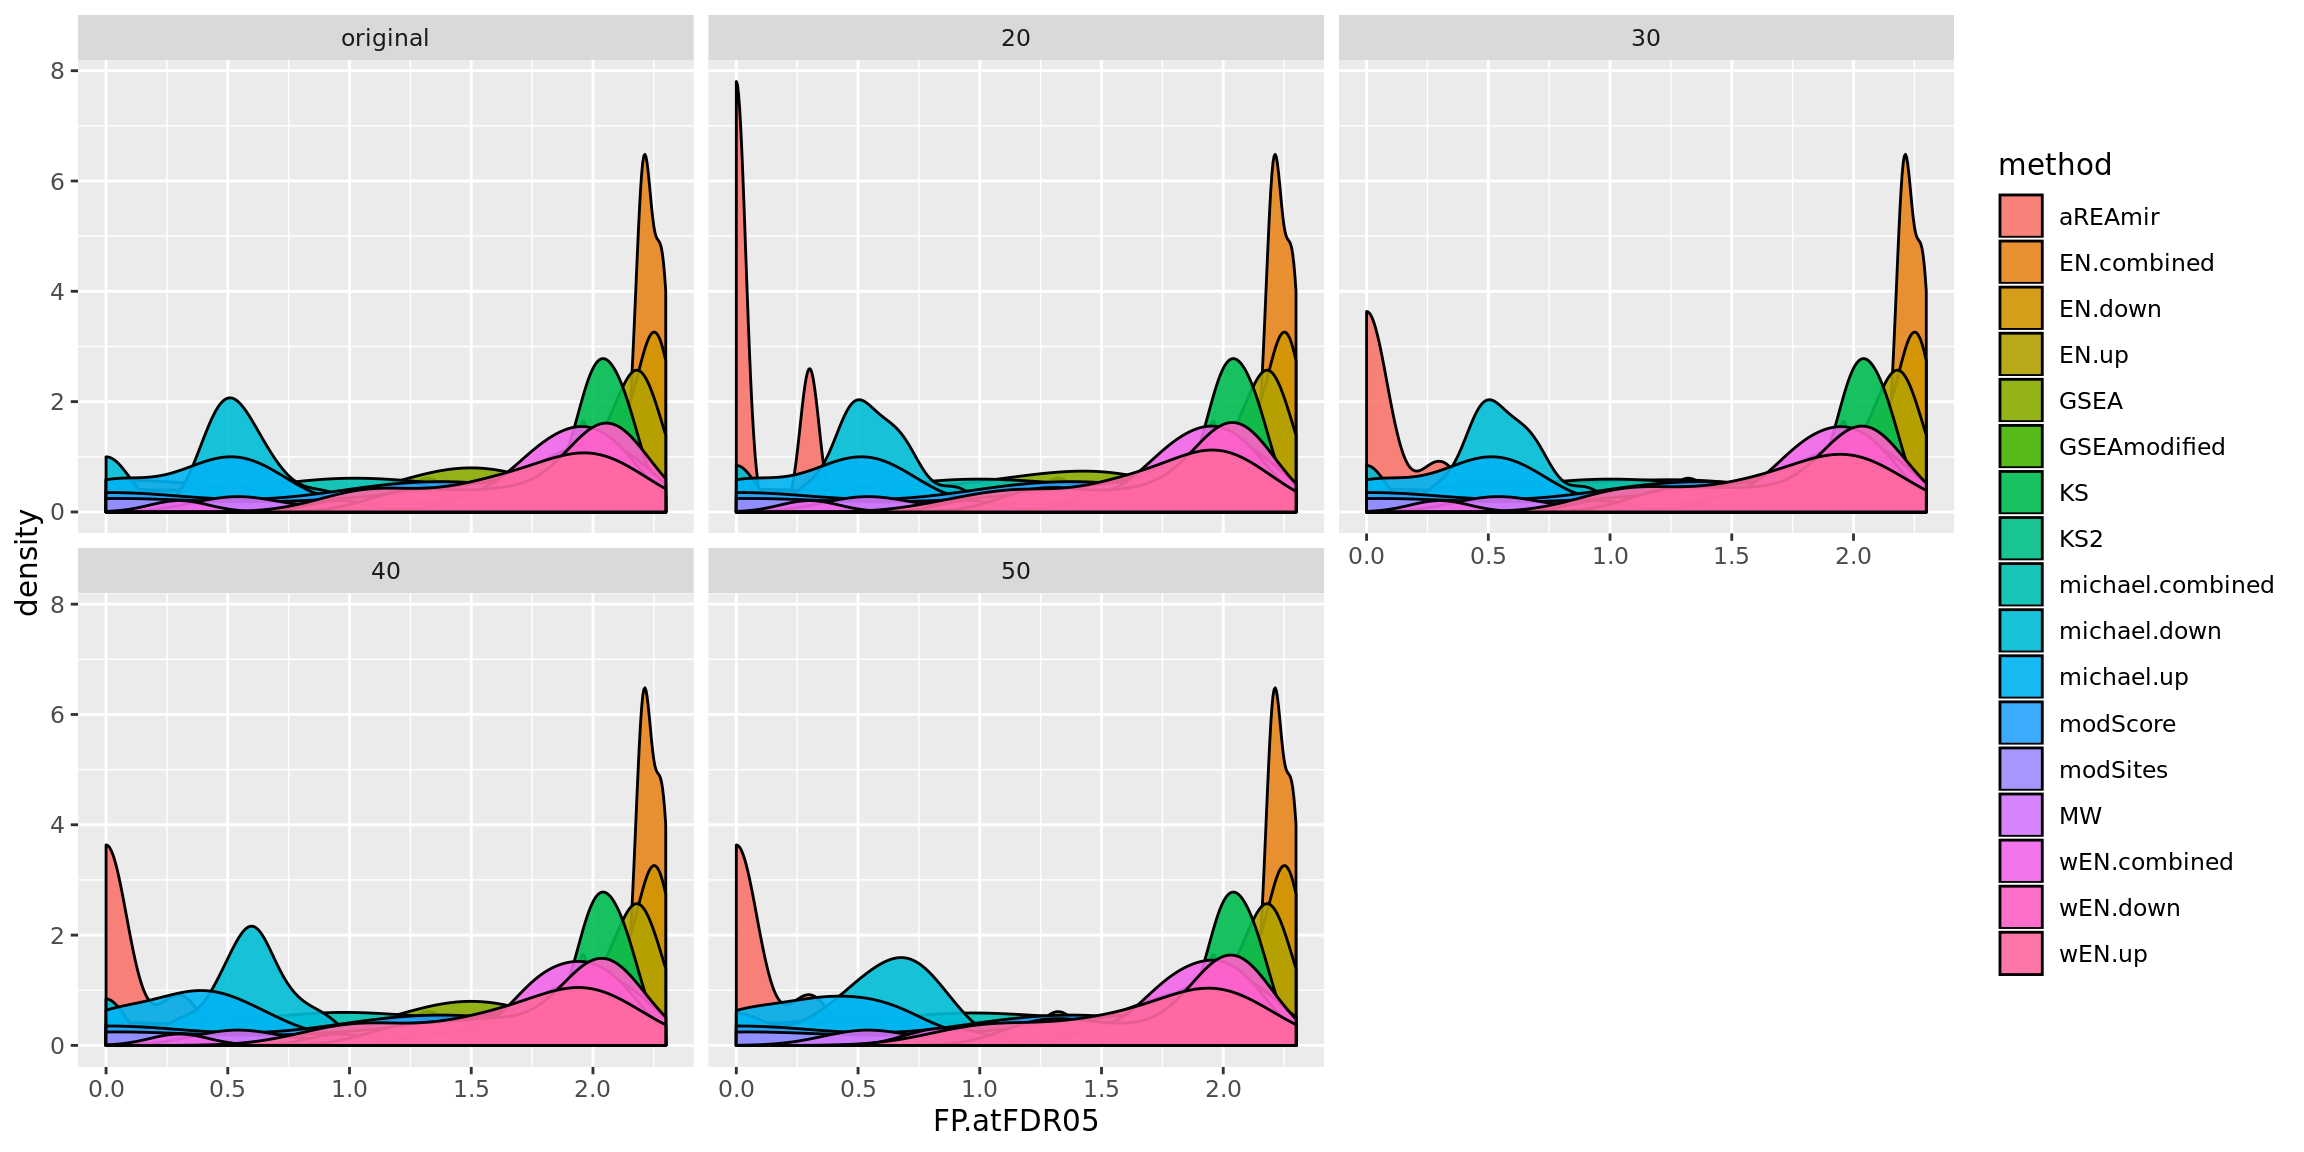 original
20
30
8
6
4
2
0
0.0 0.5 1.0 1.5 2.0
40
50
8
6
4
2
0
0.0 0.5 1.0 1.5 2.0
0.0 0.5 1.0 1.5 2.0
density
FP.atFDR05
method
aREAmir
EN.combined
EN.down
EN.up
GSEA
GSEAmodified
KS
KS2
michael.combined
michael.down
michael.up
modScore
modSites
MW
wEN.combined
wEN.down
wEN.up